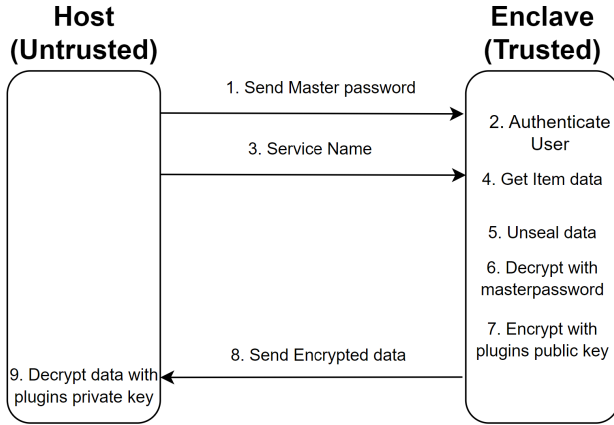 Host
(Untrusted)
Enclave
(Trusted)
1. Send Master password
2. Authenticate
User
3. Service Name
4. Get Item data
5. Unseal data
6. Decrypt with
masterpassword
7. Encrypt with
plugins public key
8. Send Encrypted data
9. Decrypt data with
plugins private key